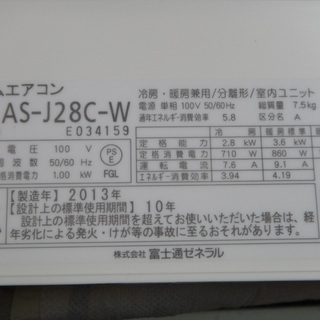 ムエアコン
AS-J28C-W
E034159
冷房・暖房兼用/分離形/室内ユニット
電源 単相 100V 50/60Hz 総質量 7.5kg
通年エネルギー消費効率 5.8 区分名 A
電圧 100 V
周波数 50/60 Hz
格消費電力 1.00 kW
PS
E
FGL
冷房 暖房標準
定格能力 2.8 kW 3.6 kW
定格消費電力 710 W 860 W
運転電流 7.6 A 9.1 A
エネルギー消費効率 3.94 4.19
【製造年】2013年
【設計上の標準使用期間】10年
設計上の標準使用期間を超えてお使いいただいた場合は、経
年劣化による発火・けが等の事故に至るおそれがあります。
株式会社 富士通ゼネラル